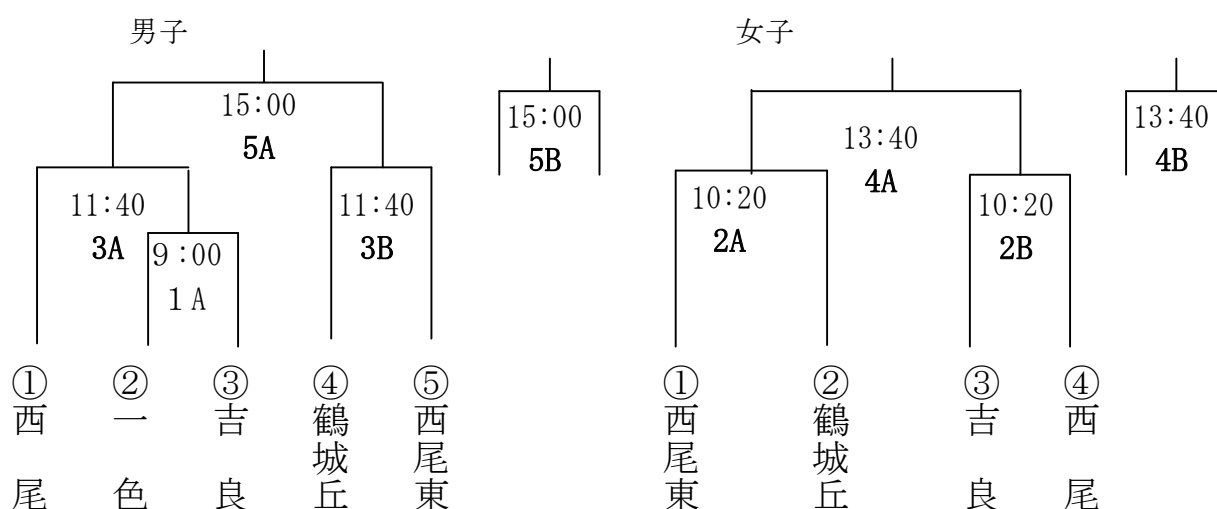 男子
15:00
5A
15:00
5B
11:40
3A
11:40
3B
９:00
１A
①西尾
②一色
③吉良
④鶴城丘
⑤西尾東
女子
13:40
4A
13:40
4B
10:20
2A
10:20
2B
①西尾東
②鶴城丘
③吉良
④西尾